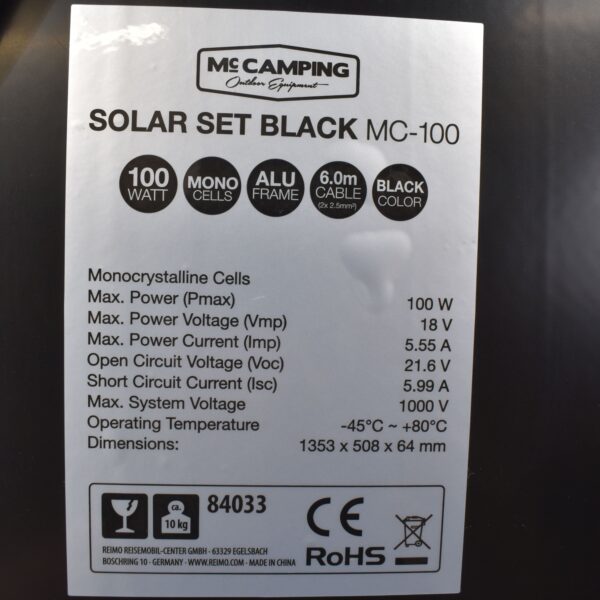 Mc CAMPING
Outdoor Equipment
SOLAR SET BLACK MC-100
100 WATT
MONO CELLS
ALU FRAME
6.0m CABLE (2x 2.5mm²)
BLACK COLOR
Monocrystalline Cells
Max. Power (Pmax) 100 W
Max. Power Voltage (Vmp) 18 V
Max. Power Current (Imp) 5.55 A
Open Circuit Voltage (Voc) 21.6 V
Short Circuit Current (Isc) 5.99 A
Max. System Voltage 1000 V
Operating Temperature -45°C ~ +80°C
Dimensions: 1353 x 508 x 64 mm
ca. 10 kg
84033
CE
RoHS
REIMO REISEMOBIL-CENTER GMBH · 63329 EGELSBACH
BOSCHRING 10 · GERMANY · WWW.REIMO.COM · MADE IN CHINA